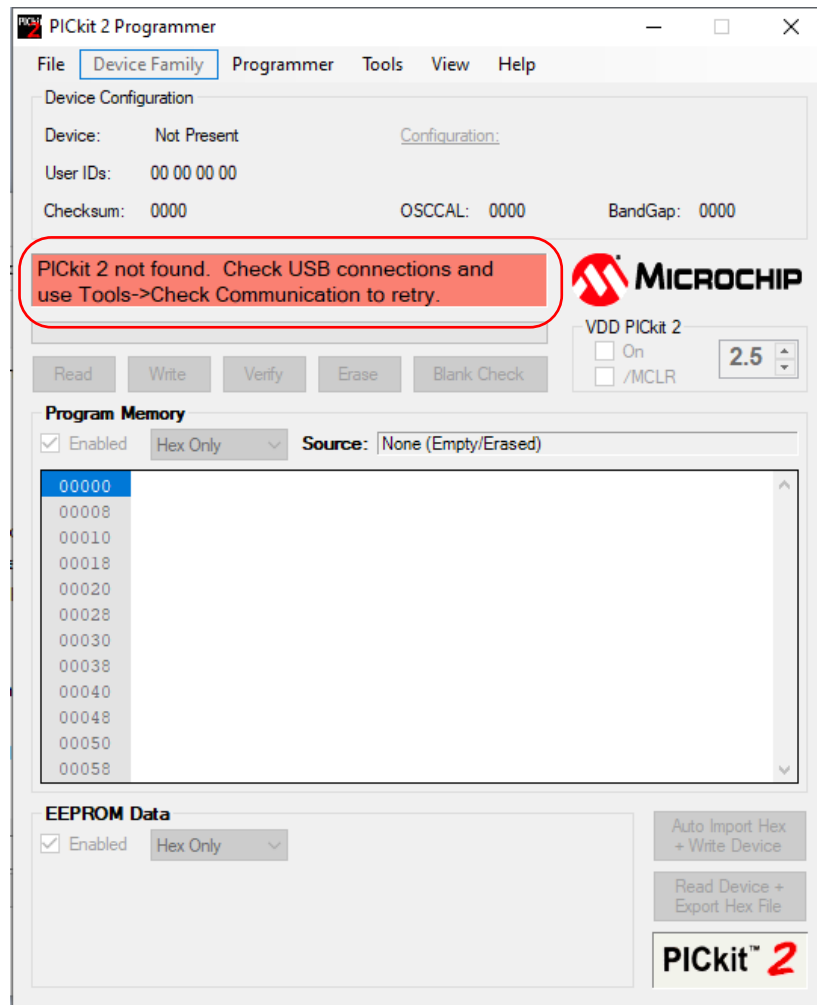 PICkit 2 Programmer
File Device Family Programmer Tools View Help
Device Configuration
Device: Not Present Configuration:
User IDs: 00 00 00 00
Checksum: 0000 OSCCAL: 0000 BandGap: 0000
PICkit 2 not found. Check USB connections and
use Tools->Check Communication to retry.
MICROCHIP
VDD PICkit 2
On
/MCLR
2.5
Read Write Verify Erase Blank Check
Program Memory
Enabled Hex Only Source: None (Empty/Erased)
00000
00008
00010
00018
00020
00028
00030
00038
00040
00048
00050
00058
EEPROM Data
Enabled Hex Only
Auto Import Hex
+ Write Device
Read Device +
Export Hex File
PICkit™ 2